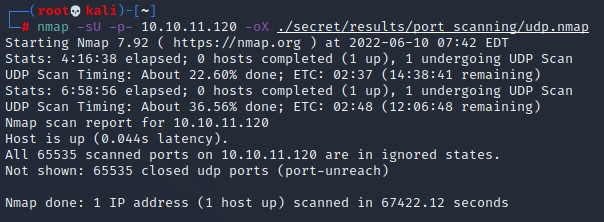 ┌──(root💀kali)-[~]
└─# nmap -sU -p- 10.10.11.120 -oX ./secret/results/port_scanning/udp.nmap
Starting Nmap 7.92 ( https://nmap.org ) at 2022-06-10 07:42 EDT
Stats: 4:16:38 elapsed; 0 hosts completed (1 up), 1 undergoing UDP Scan
UDP Scan Timing: About 22.60% done; ETC: 02:37 (14:38:41 remaining)
Stats: 6:58:56 elapsed; 0 hosts completed (1 up), 1 undergoing UDP Scan
UDP Scan Timing: About 36.56% done; ETC: 02:48 (12:06:48 remaining)
Nmap scan report for 10.10.11.120
Host is up (0.044s latency).
All 65535 scanned ports on 10.10.11.120 are in ignored states.
Not shown: 65535 closed udp ports (port-unreach)
Nmap done: 1 IP address (1 host up) scanned in 67422.12 seconds